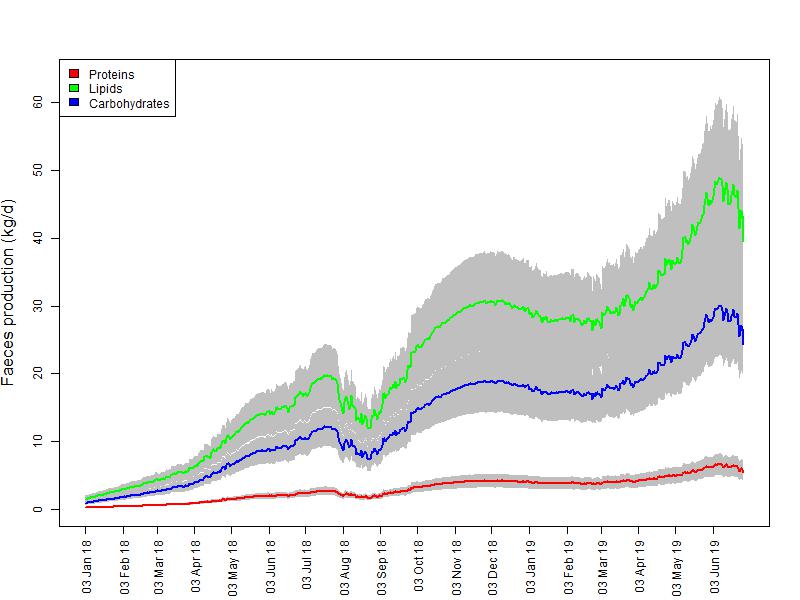 Proteins
Lipids
Carbohydrates
Faeces production (kg/d)
60
50
40
30
20
10
0
03 Jan 18
03 Feb 18
03 Mar 18
03 Apr 18
03 May 18
03 Jun 18
03 Jul 18
03 Aug 18
03 Sep 18
03 Oct 18
03 Nov 18
03 Dec 18
03 Jan 19
03 Feb 19
03 Mar 19
03 Apr 19
03 May 19
03 Jun 19